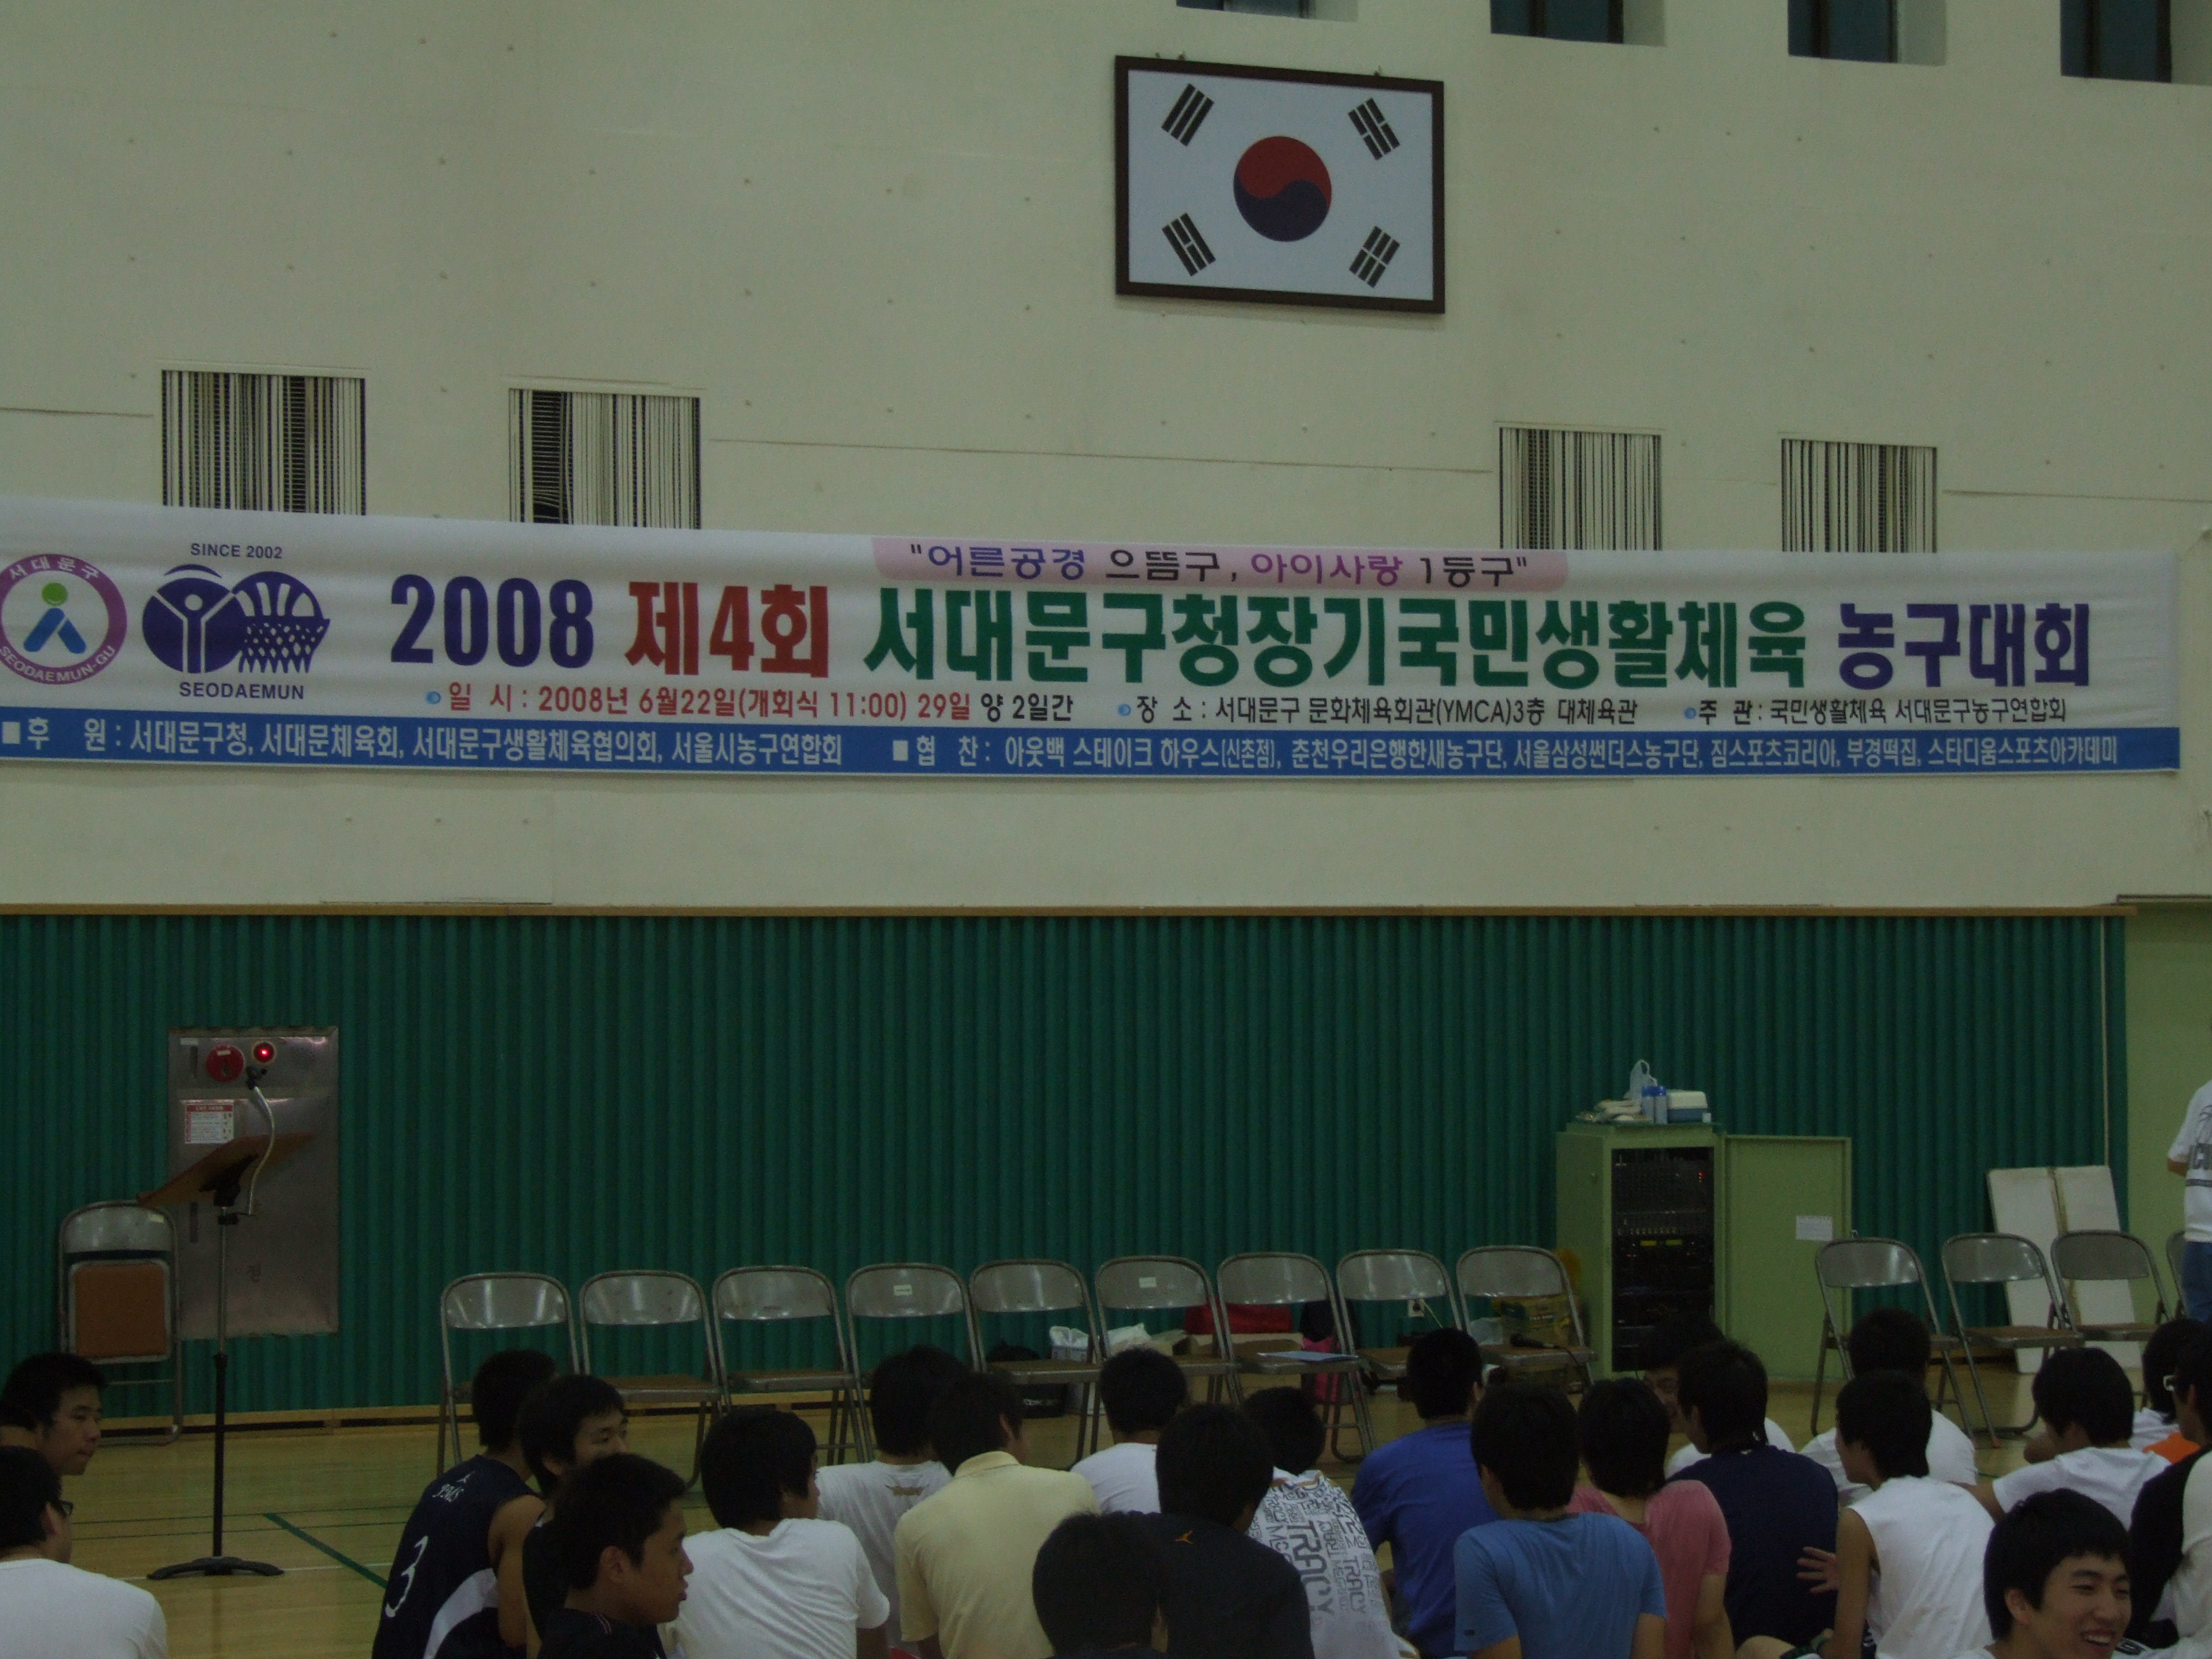 "어른공경 으뜸구, 아이사랑 1등구"
서대문구
SEODAEMUN-GU
SINCE 2002
SEODAEMUN
2008 제4회 서대문구청장기국민생활체육 농구대회
일 시 : 2008년 6월22일(개회식 11:00) 29일 양 2일간 장 소 : 서대문구 문화체육회관(YMCA)3층 대체육관 주 관 : 국민생활체육 서대문구농구연합회
■후 원 : 서대문구청, 서대문체육회, 서대문구생활체육협의회, 서울시농구연합회 ■협 찬 : 아웃백 스테이크 하우스(신촌점), 춘천우리은행한새농구단, 서울삼성썬더스농구단, 짐스포츠코리아, 부경떡집, 스타디움스포츠아카데미
3
TRACY
TRACY